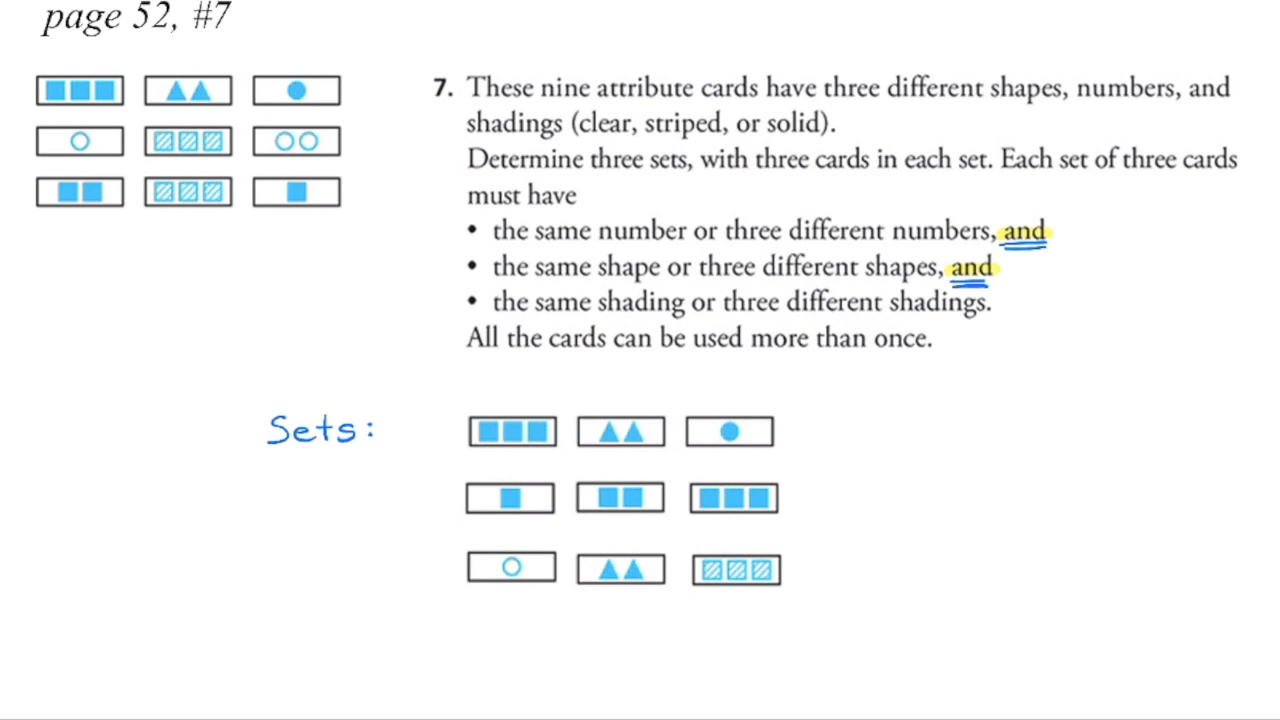 page 52, #7
7. These nine attribute cards have three different shapes, numbers, and
shadings (clear, striped, or solid).
Determine three sets, with three cards in each set. Each set of three cards
must have
• the same number or three different numbers, and
• the same shape or three different shapes, and
• the same shading or three different shadings.
All the cards can be used more than once.
Sets: